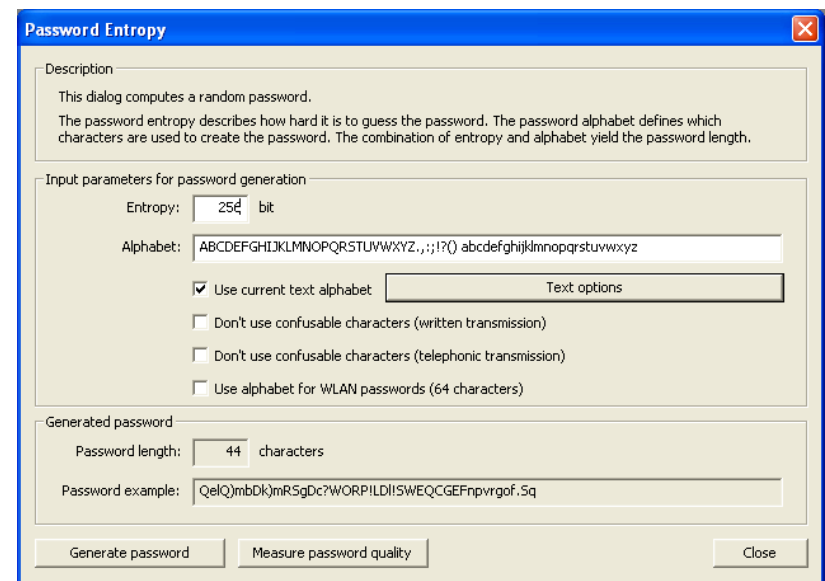 Password Entropy
Description
This dialog computes a random password.
The password entropy describes how hard it is to guess the password. The password alphabet defines which
characters are used to create the password. The combination of entropy and alphabet yield the password length.
Input parameters for password generation
Entropy: 256 bit
Alphabet: ABCDEFGHIJKLMNOPQRSTUVWXYZ.,:;!?() abcdefghijklmnopqrstuvwxyz
Use current text alphabet Text options
Don't use confusable characters (written transmission)
Don't use confusable characters (telephonic transmission)
Use alphabet for WLAN passwords (64 characters)
Generated password
Password length: 44 characters
Password example: QelQ)mbDk)mRSgDc?WORP!LDl!SWEQCGEFnpvrgof.Sq
Generate password Measure password quality Close